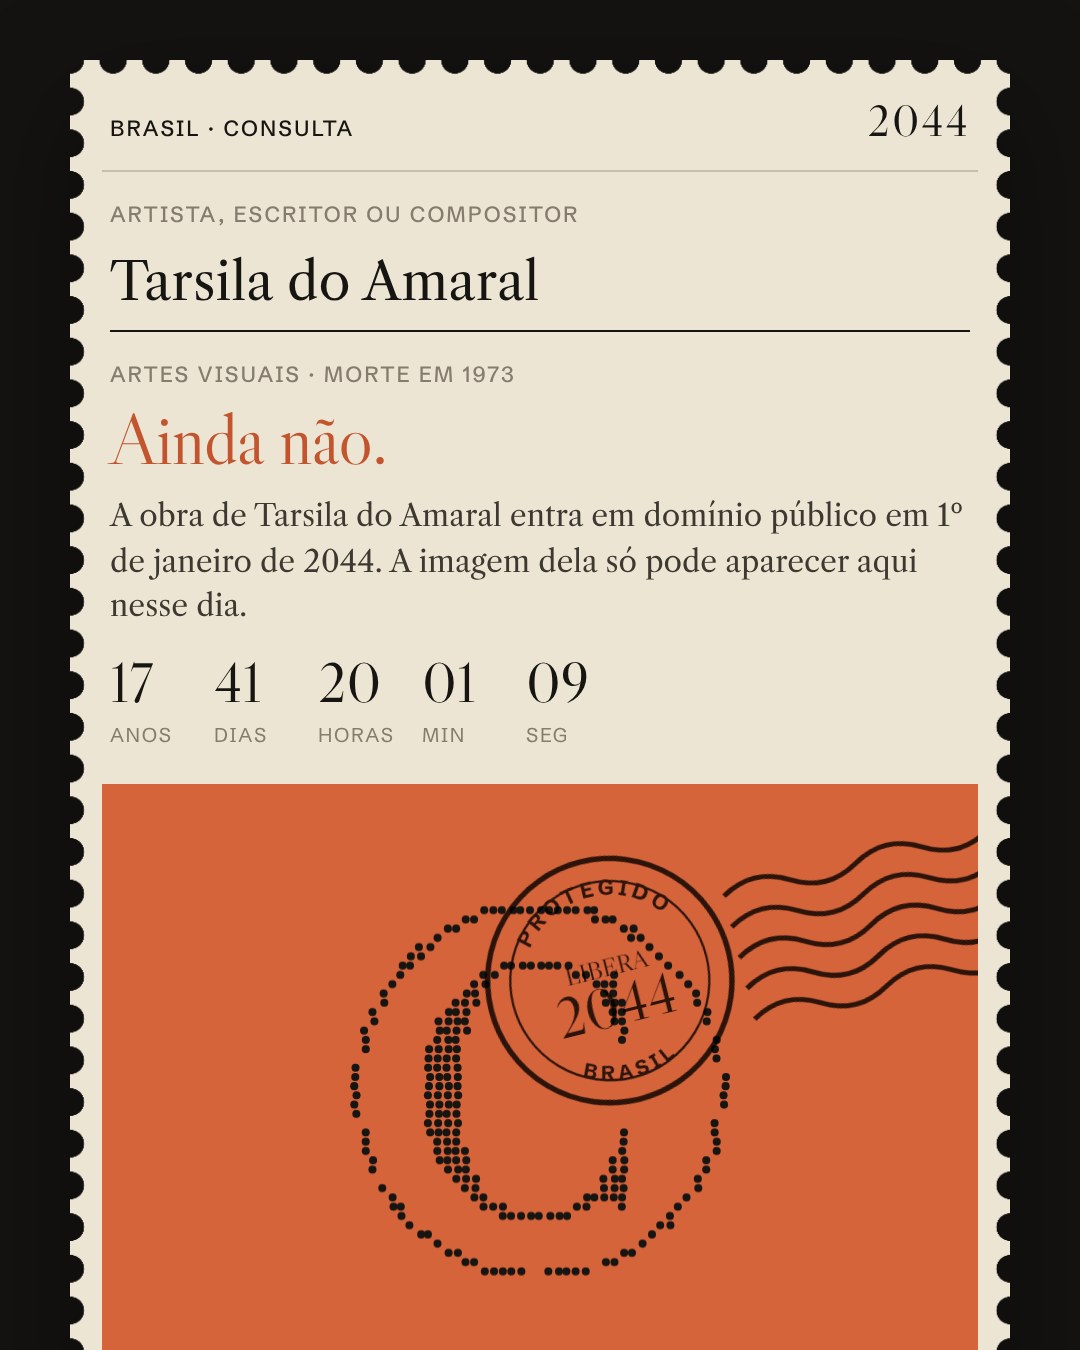 BRASIL · CONSULTA
2044
ARTISTA, ESCRITOR OU COMPOSITOR
Tarsila do Amaral
ARTES VISUAIS · MORTE EM 1973
Ainda não.
A obra de Tarsila do Amaral entra em domínio público em 1º
de janeiro de 2044. A imagem dela só pode aparecer aqui
nesse dia.
17 41 20 01 09
ANOS DIAS HORAS MIN SEG
PROTEGIDO
LIBERA
2044
BRASIL
C